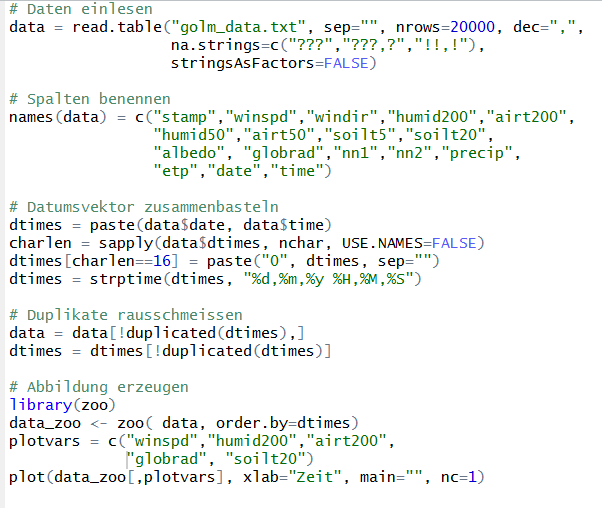 # Daten einlesen
data = read.table("golm_data.txt", sep="", nrows=20000, dec=",",
na.strings=c("???","???,?","!!,!"),
stringsAsFactors=FALSE)
# Spalten benennen
names(data) = c("stamp","winspd","windir","humid200","airt200",
"humid50","airt50","soilt5","soilt20",
"albedo", "globrad","nn1","nn2","precip",
"etp","date","time")
# Datumsvektor zusammenbasteln
dtimes = paste(data$date, data$time)
charlen = sapply(data$dtimes, nchar, USE.NAMES=FALSE)
dtimes[charlen==16] = paste("0", dtimes, sep="")
dtimes = strptime(dtimes, "%d,%m,%y %H,%M,%S")
# Duplikate rausschmeissen
data = data[!duplicated(dtimes),]
dtimes = dtimes[!duplicated(dtimes)]
# Abbildung erzeugen
library(zoo)
data_zoo <- zoo( data, order.by=dtimes)
plotvars = c("winspd","humid200","airt200",
"globrad", "soilt20")
plot(data_zoo[,plotvars], xlab="Zeit", main="", nc=1)